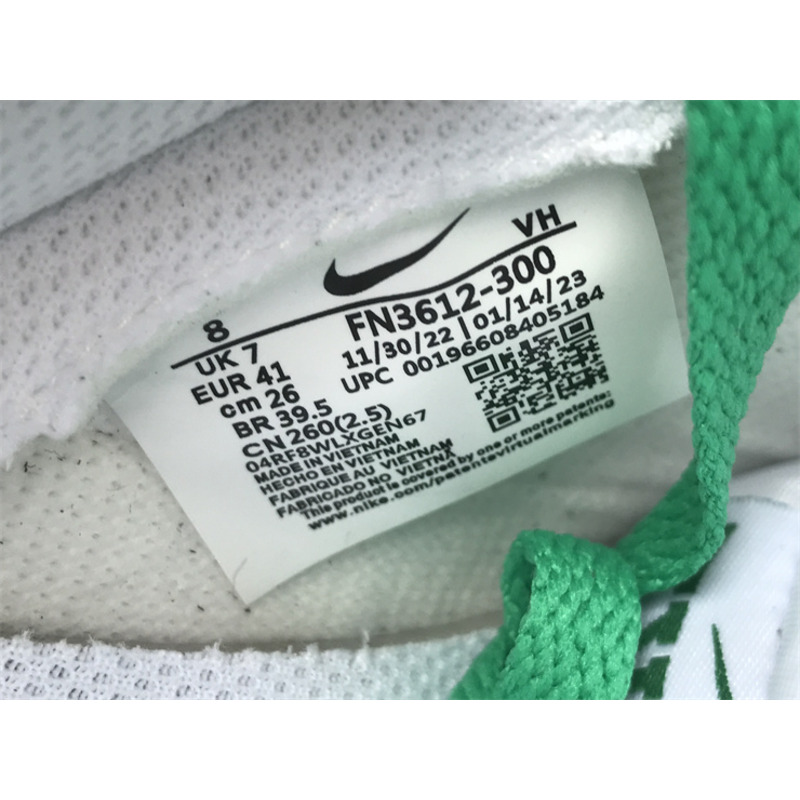 VH
8
FN3612-300
UK 7
11/30/22 | 01/14/23
EUR 41
UPC 00196608405184
cm 26
BR 39.5
CN 260(2.5)
04RF8WLXGEN67
MADE IN VIETNAM
HECHO EN VIETNAM
FABRIQUE AU VIETNAM
FABRICADO NO VIETNÃ
This product is covered by one or more patents:
www.nike.com/patentsvirtualmarking